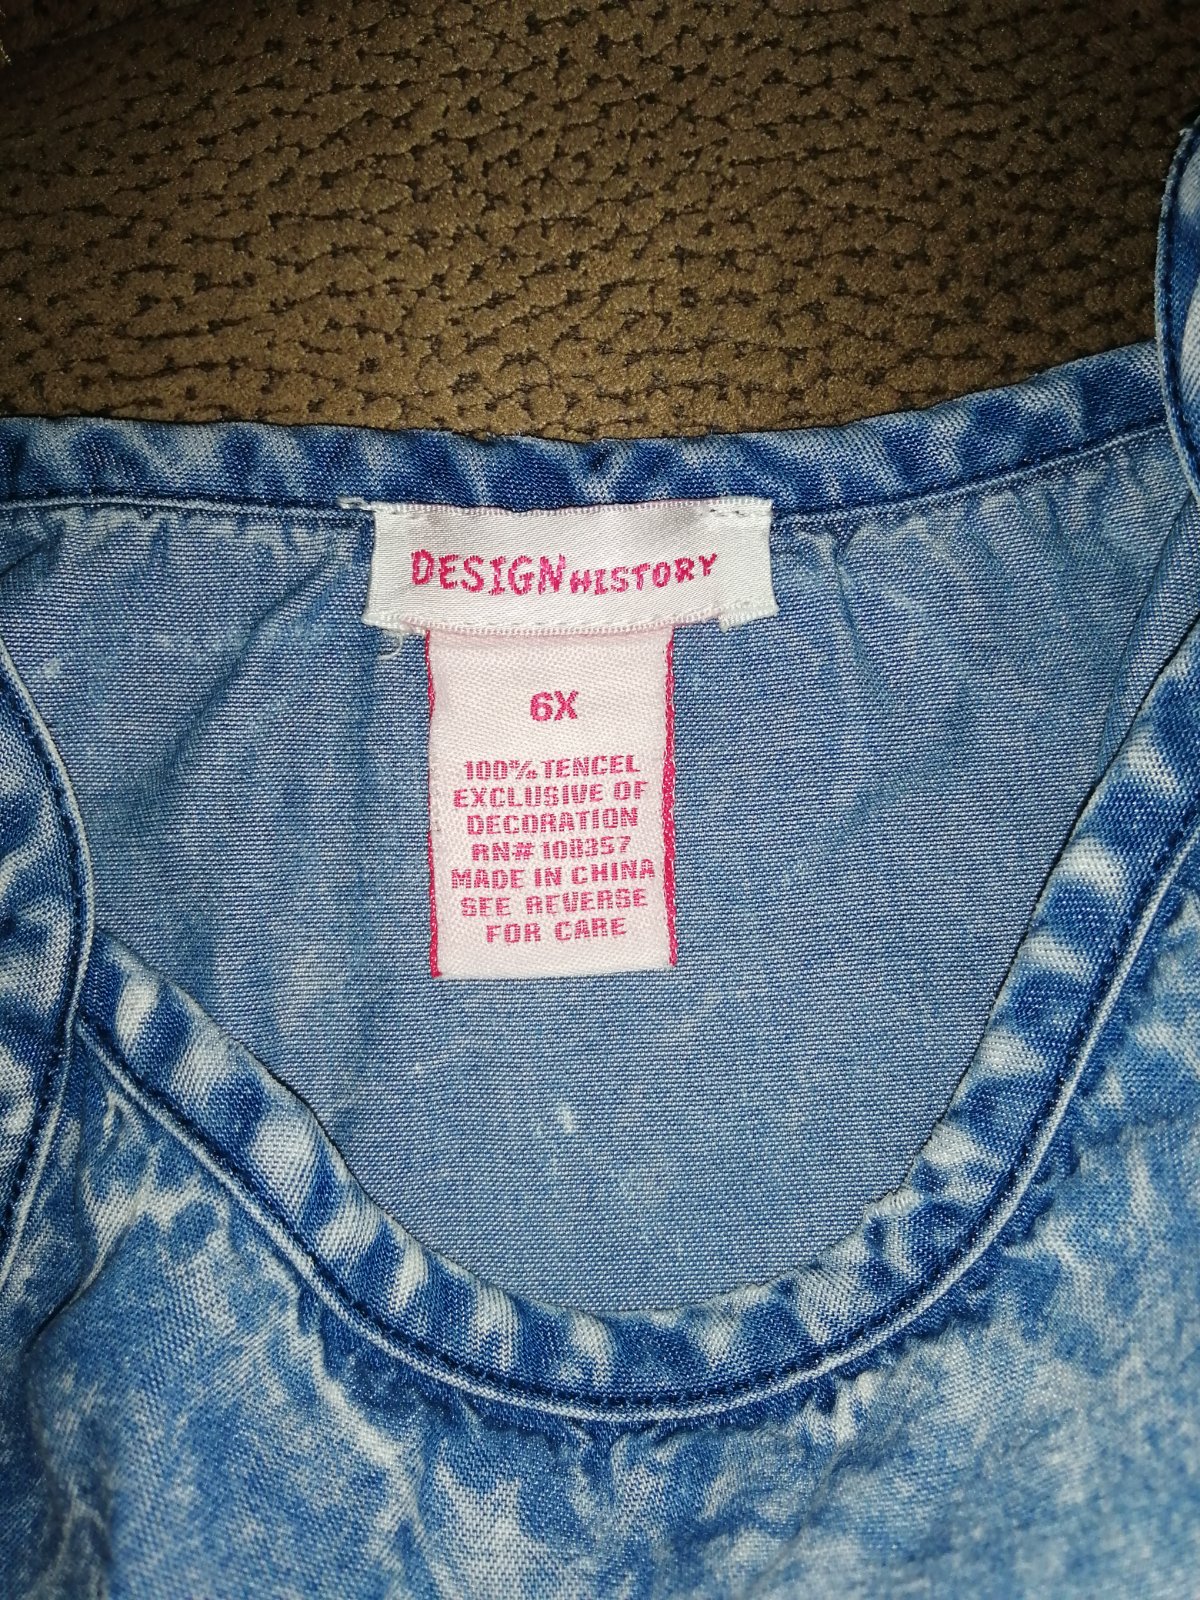 DESIGN HISTORY
6X
100% TENCEL
EXCLUSIVE OF
DECORATION
RN# 108357
MADE IN CHINA
SEE REVERSE
FOR CARE